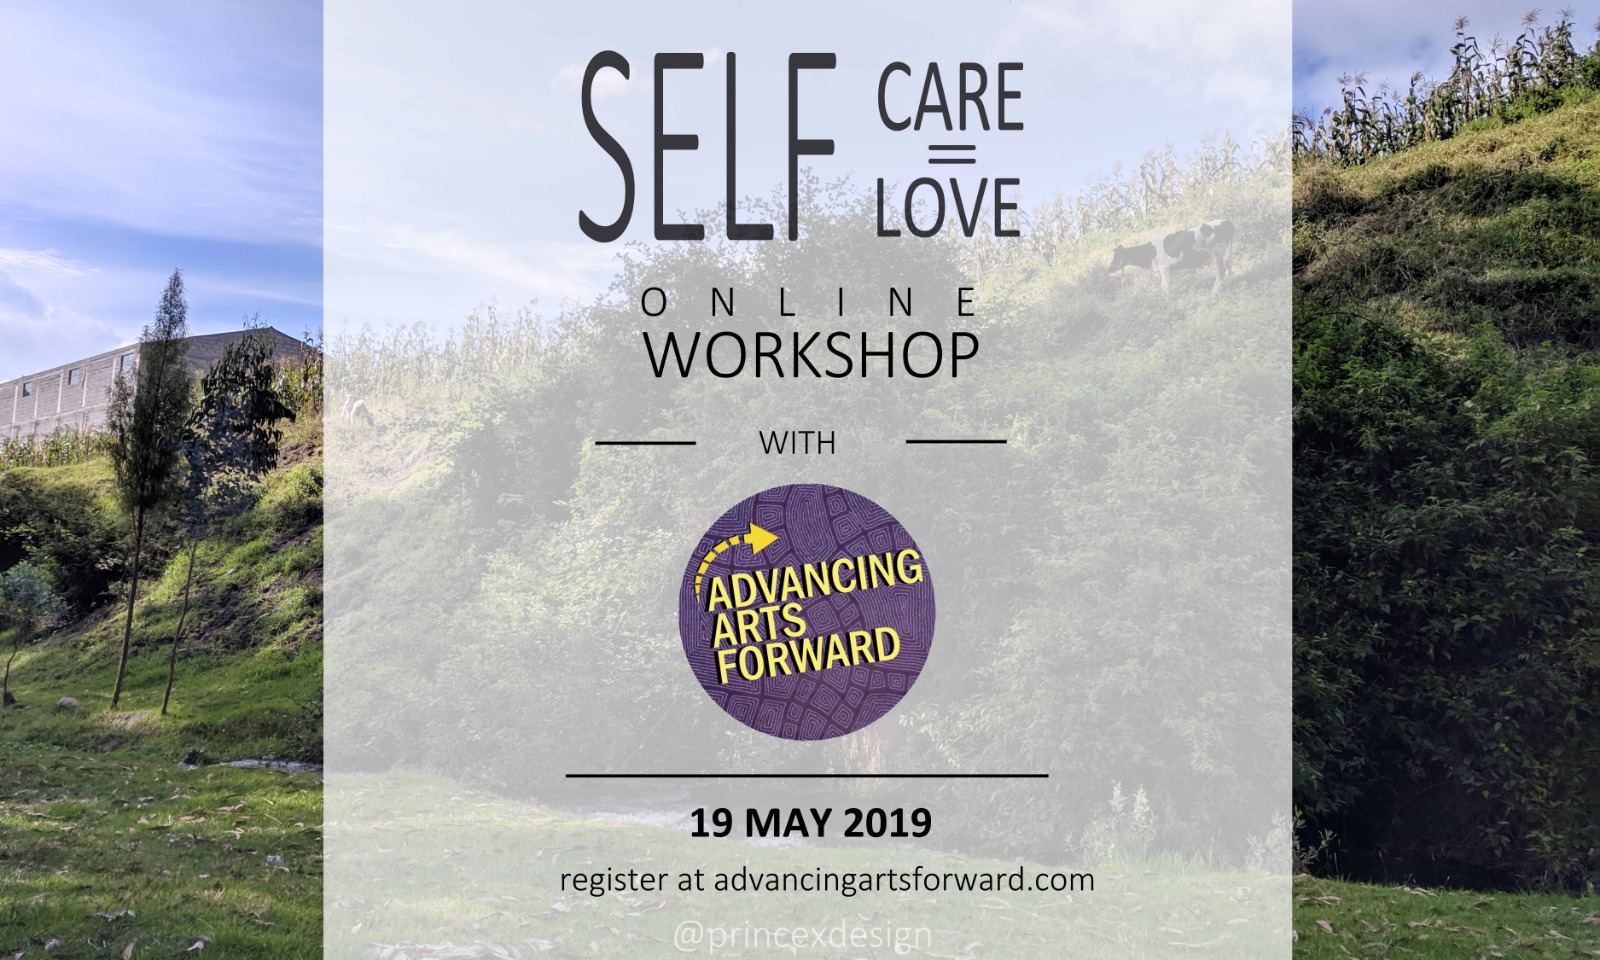 SELF
CARE
=
LOVE
ONLINE
WORKSHOP
WITH
ADVANCING
ARTS
FORWARD
19 MAY 2019
register at advancingartsforward.com
@princexdesign